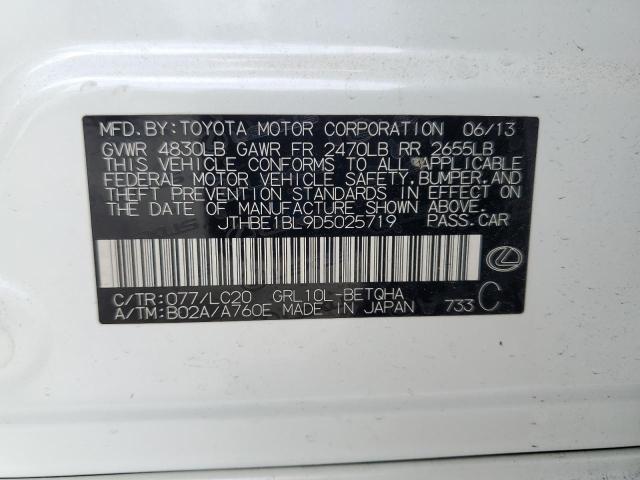 MFD.BY:TOYOTA MOTOR CORPORATION 06/13
GVWR 4830LB GAWR FR 2470LB RR 2655LB
THIS VEHICLE CONFORMS TO ALL APPLICABLE
FEDERAL MOTOR VEHICLE SAFETY,BUMPER,AND
THEFT PREVENTION STANDARDS IN EFFECT ON
THE DATE OF MANUFACTURE SHOWN ABOVE.
JTHBE1BL9D5025719 PASS.CAR
C/TR:077/LC20 GRL10L-BETQHA
A/TM:B02A/A760E MADE IN JAPAN 733 C